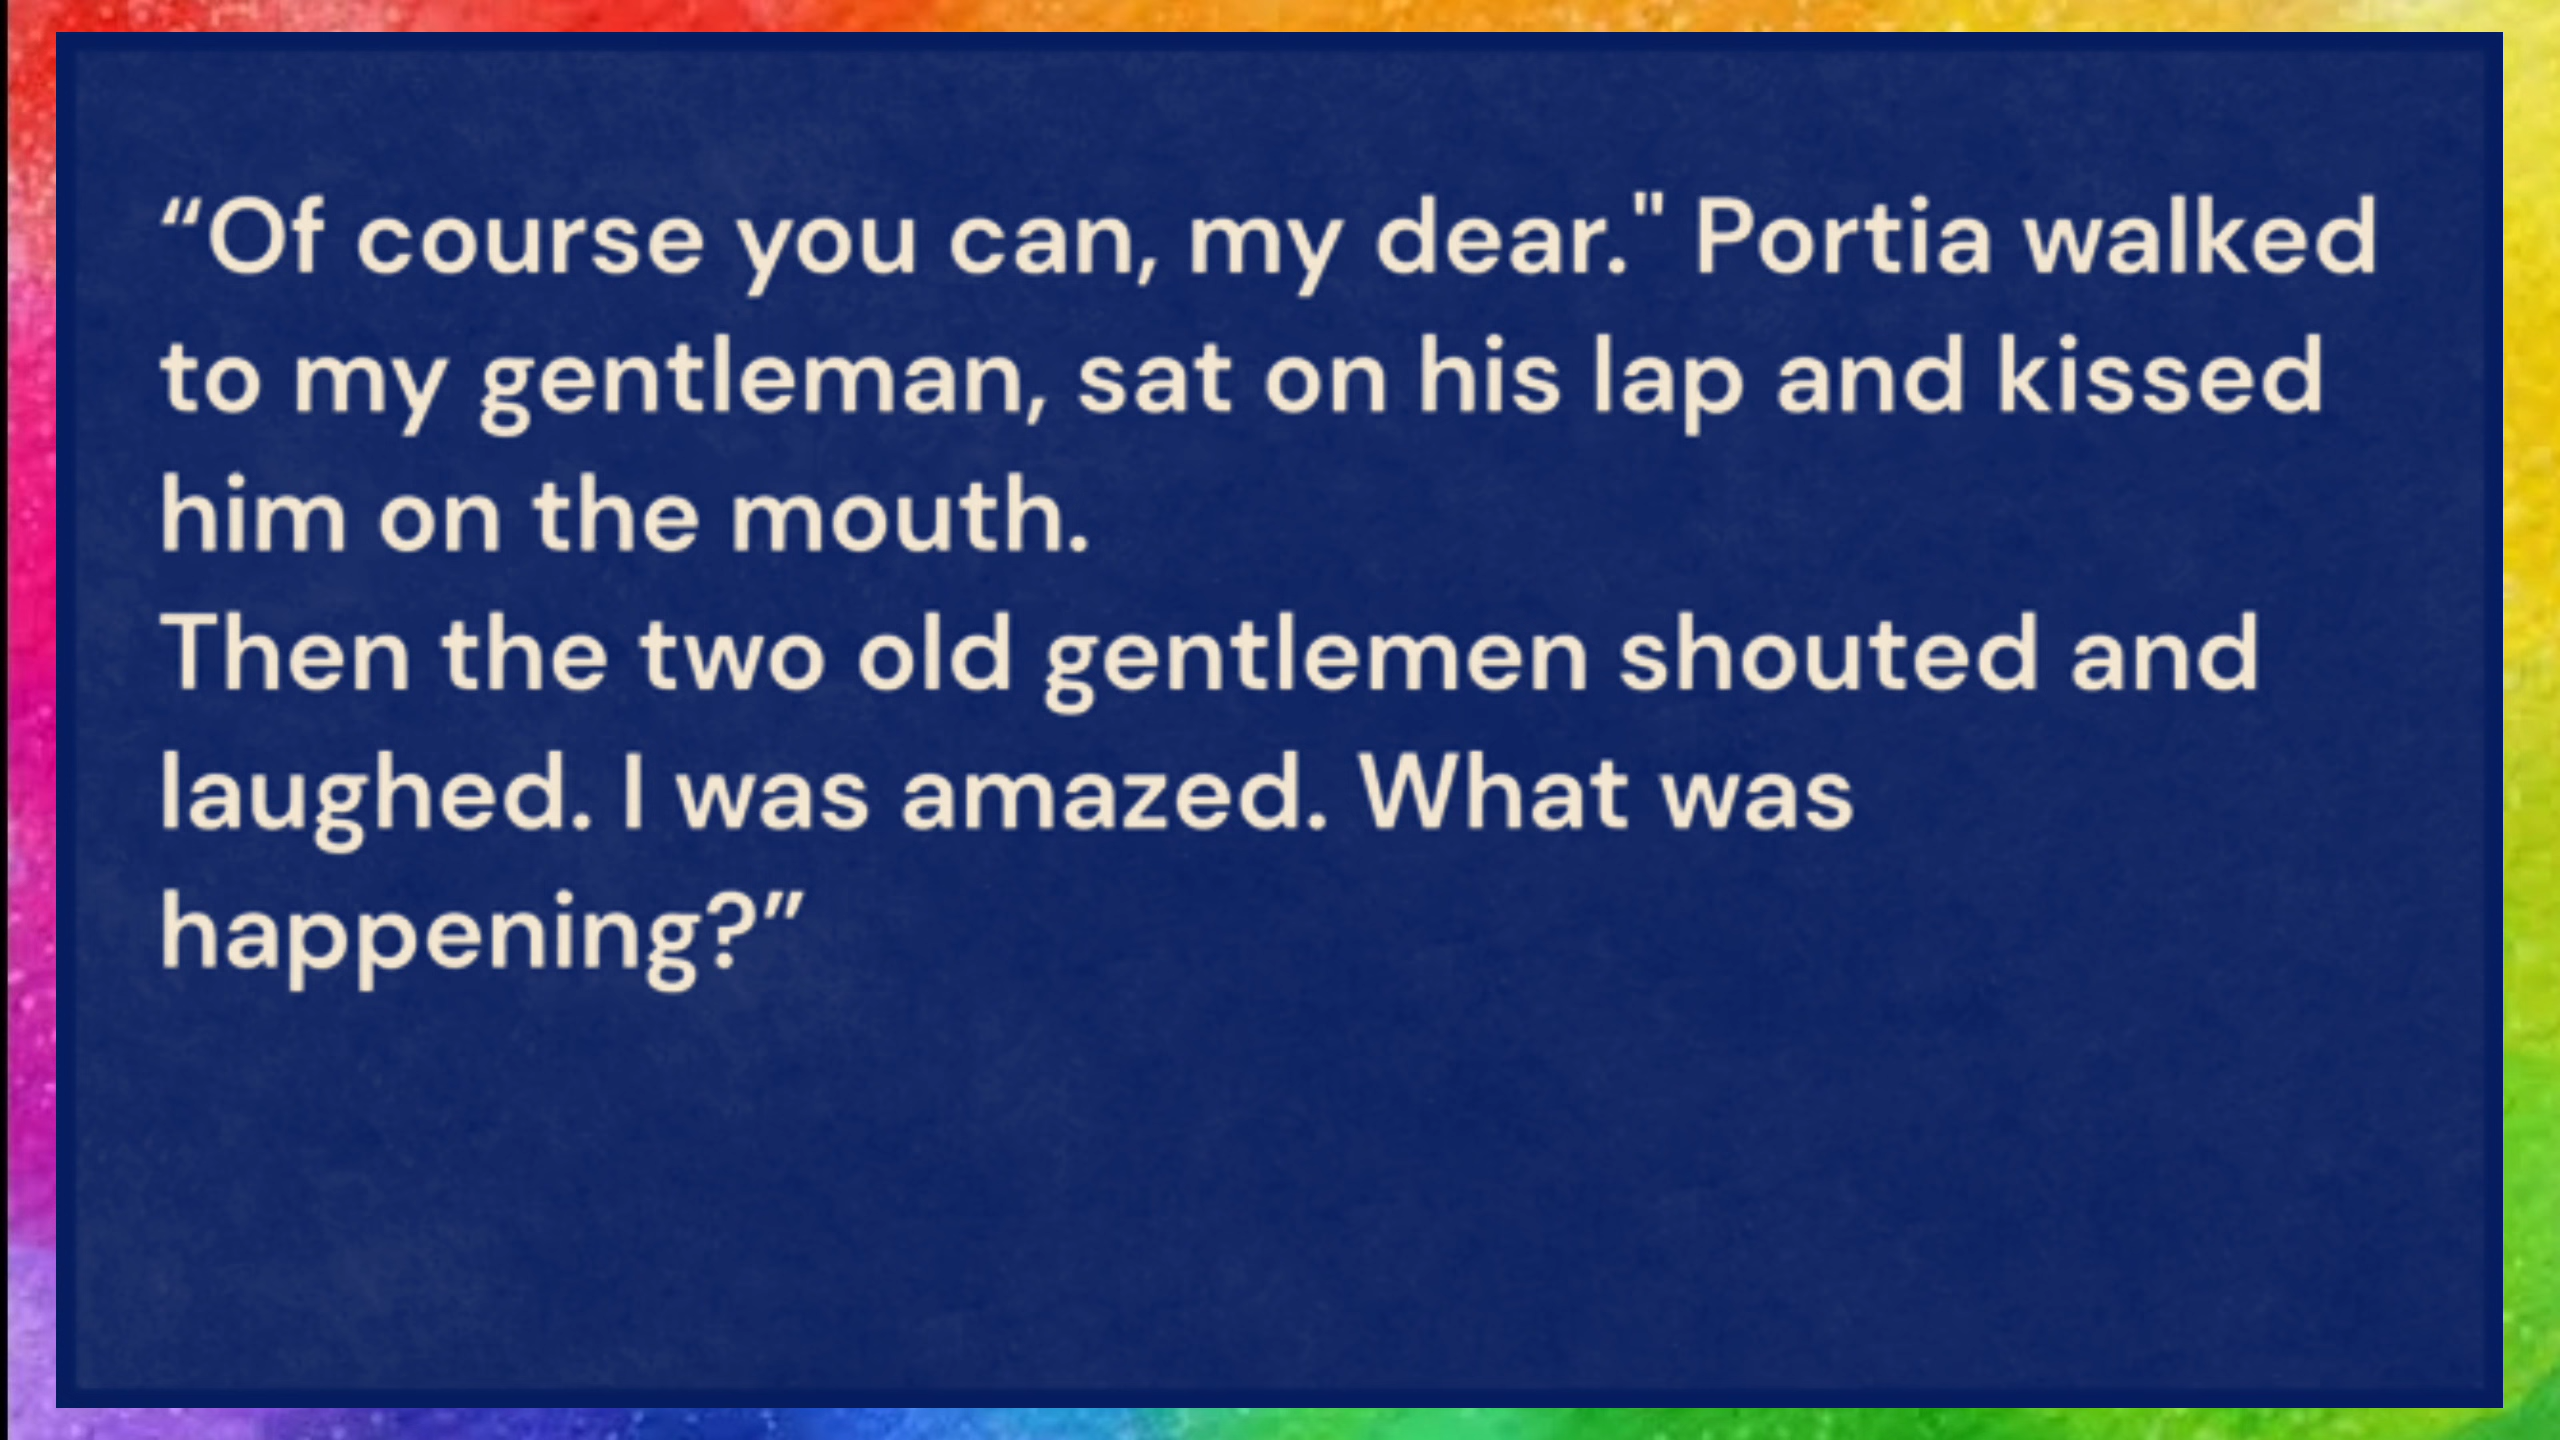 “Of course you can, my dear." Portia walked
to my gentleman, sat on his lap and kissed
him on the mouth.
Then the two old gentlemen shouted and
laughed. I was amazed. What was
happening?”